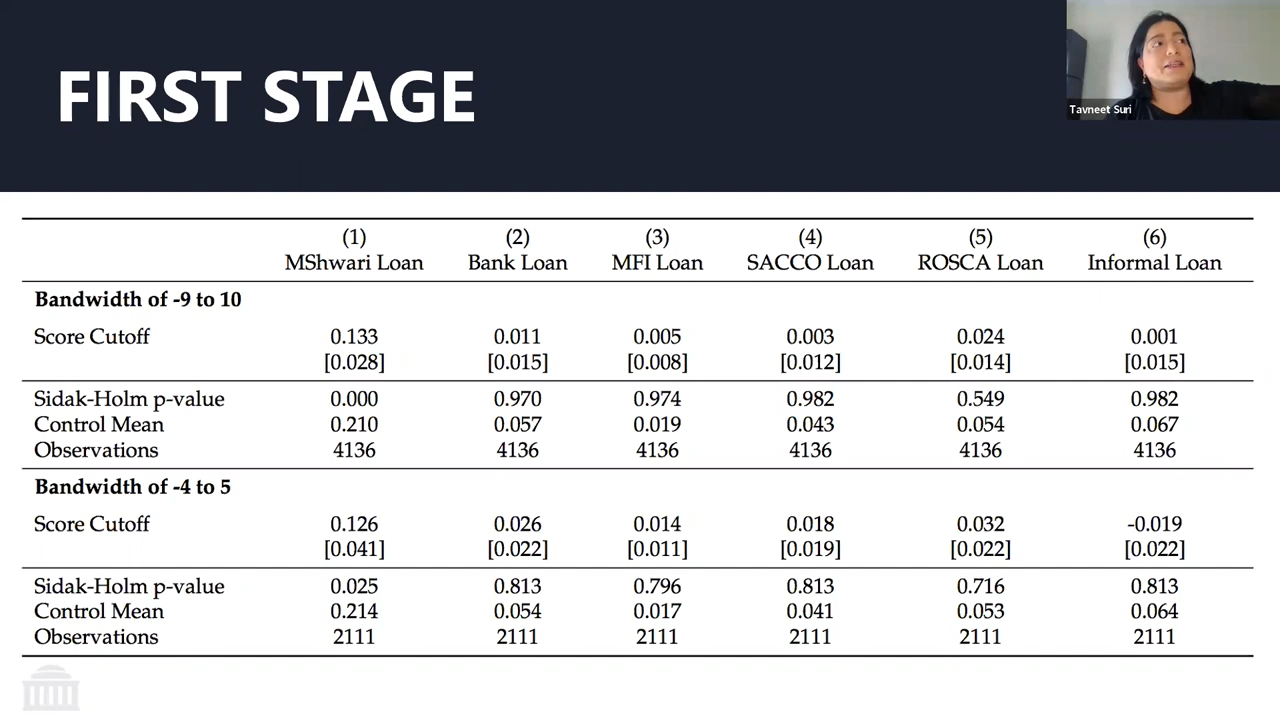 FIRST STAGE
Tavneet Suri
(1) (2) (3) (4) (5) (6)
MShwari Loan Bank Loan MFI Loan SACCO Loan ROSCA Loan Informal Loan
Bandwidth of -9 to 10
Score Cutoff 0.133 0.011 0.005 0.003 0.024 0.001
[0.028] [0.015] [0.008] [0.012] [0.014] [0.015]
Sidak-Holm p-value 0.000 0.970 0.974 0.982 0.549 0.982
Control Mean 0.210 0.057 0.019 0.043 0.054 0.067
Observations 4136 4136 4136 4136 4136 4136
Bandwidth of -4 to 5
Score Cutoff 0.126 0.026 0.014 0.018 0.032 -0.019
[0.041] [0.022] [0.011] [0.019] [0.022] [0.022]
Sidak-Holm p-value 0.025 0.813 0.796 0.813 0.716 0.813
Control Mean 0.214 0.054 0.017 0.041 0.053 0.064
Observations 2111 2111 2111 2111 2111 2111